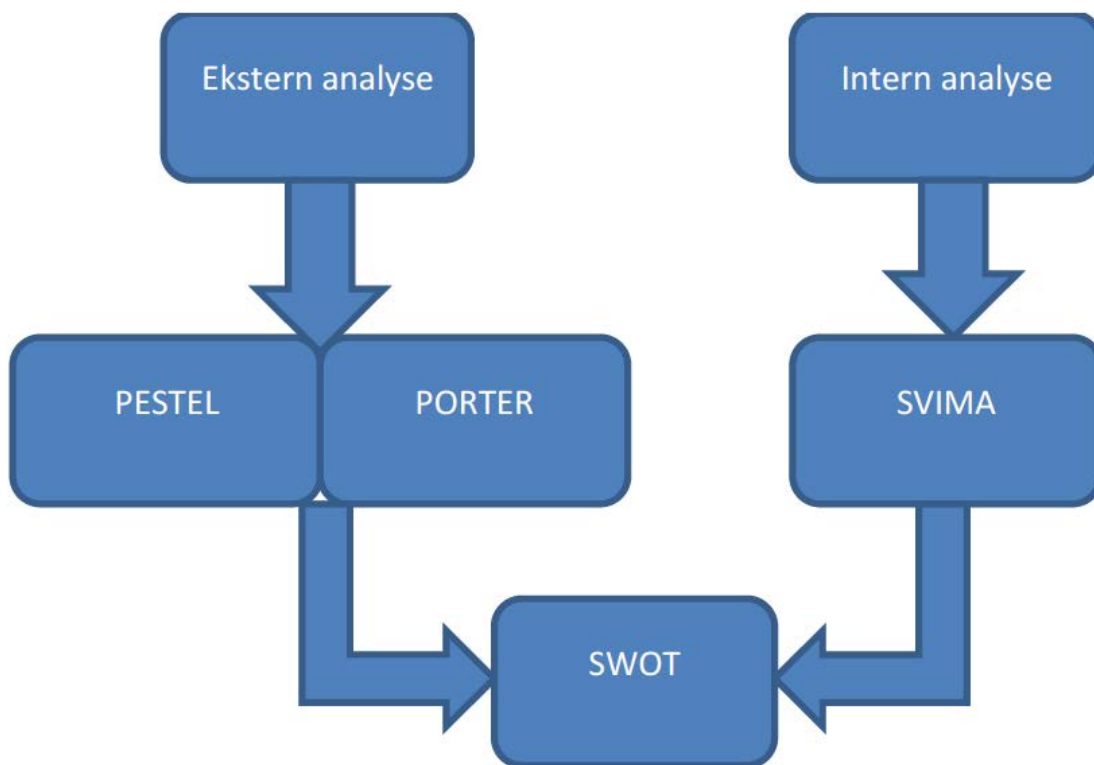 Ekstern analyse
Intern analyse
PESTEL
PORTER
SVIMA
SWOT